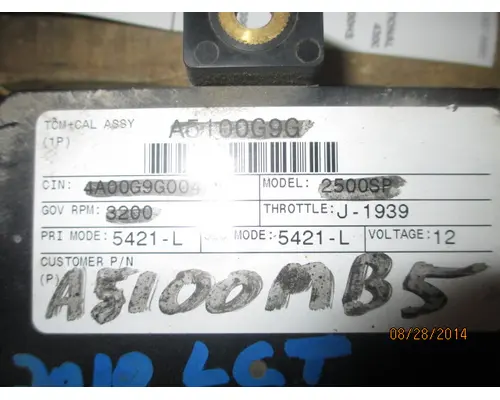 TCM+CAL ASSY A5100G9G
(1P)
CIN: 4A00G9G004 MODEL: 2500SP
GOV RPM: 3200 THROTTLE: J-1939
PRI MODE: 5421-L MODE: 5421-L VOLTAGE: 12
CUSTOMER P/N
(P)
A5100MB5
08/28/2014
2010 LCT